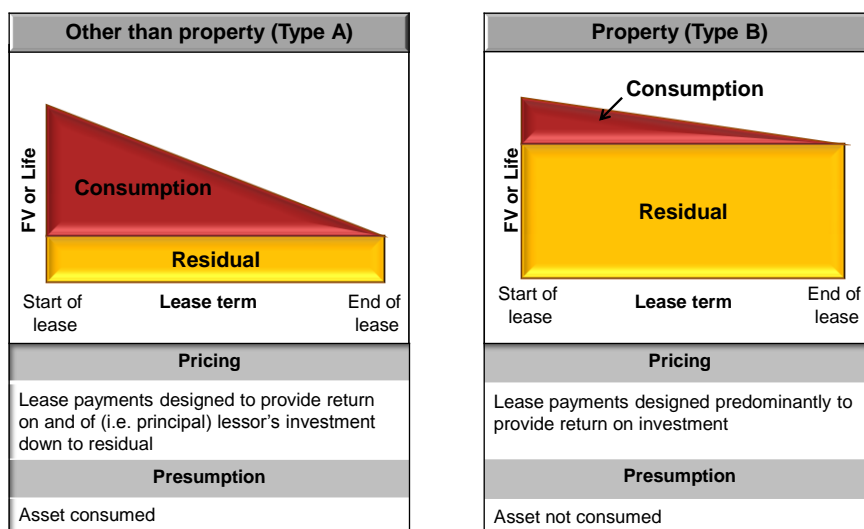 Other than property (Type A)
FV or Life
Consumption
Residual
Start of
lease
Lease term
End of
lease
Pricing
Lease payments designed to provide return
on and of (i.e. principal) lessor's investment
down to residual
Presumption
Asset consumed
Property (Type B)
Consumption
FV or Life
Residual
Start of
lease
Lease term
End of
lease
Pricing
Lease payments designed predominantly to
provide return on investment
Presumption
Asset not consumed